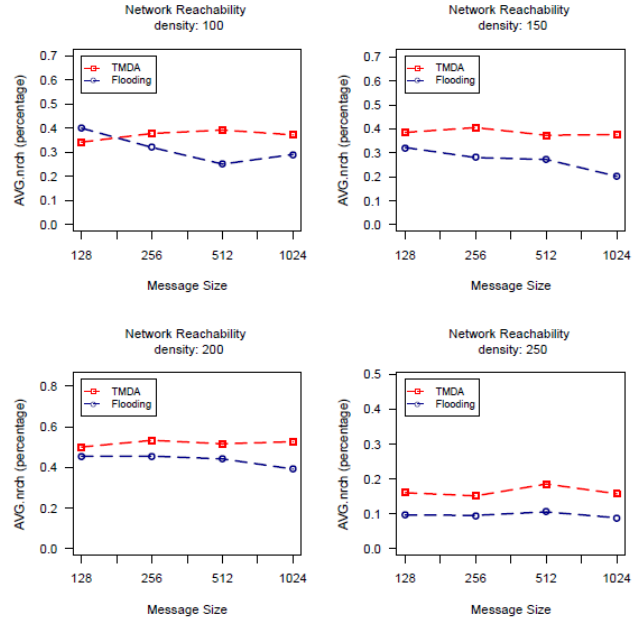 Network Reachability
density: 100
AVG.nrch (percentage)
0.7
0.6
0.5
0.4
0.3
0.2
0.1
0.0
TMDA
Flooding
128
256
512
1024
Message Size
Network Reachability
density: 150
AVG.nrch (percentage)
0.7
0.6
0.5
0.4
0.3
0.2
0.1
0.0
TMDA
Flooding
128
256
512
1024
Message Size
Network Reachability
density: 200
AVG.nrch (percentage)
0.8
0.6
0.4
0.2
0.0
TMDA
Flooding
128
256
512
1024
Message Size
Network Reachability
density: 250
AVG.nrch (percentage)
0.5
0.4
0.3
0.2
0.1
0.0
TMDA
Flooding
128
256
512
1024
Message Size